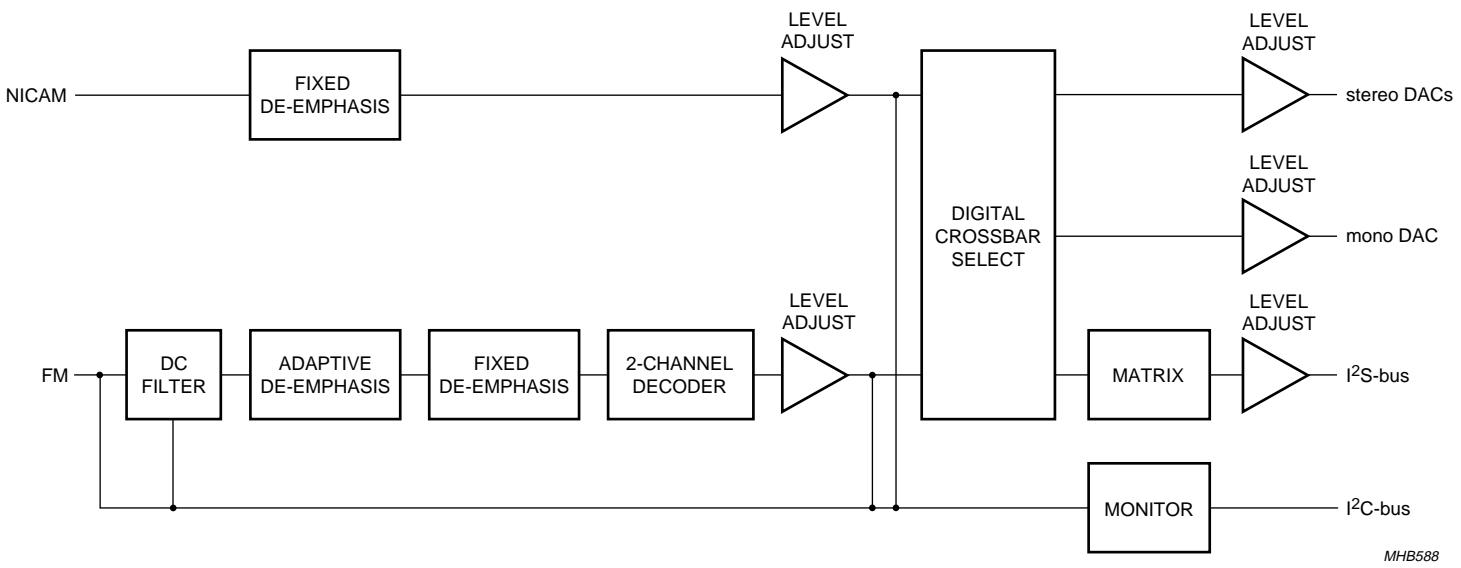 LEVEL
ADJUST
LEVEL
ADJUST
NICAM
FIXED
DE-EMPHASIS
stereo DACs
LEVEL
ADJUST
DIGITAL
CROSSBAR
SELECT
mono DAC
LEVEL
ADJUST
LEVEL
ADJUST
FM
DC
FILTER
ADAPTIVE
DE-EMPHASIS
FIXED
DE-EMPHASIS
2-CHANNEL
DECODER
MATRIX
I²S-bus
MONITOR
I²C-bus
MHB588